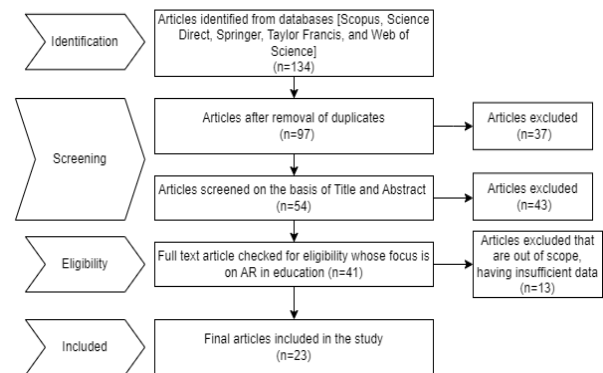 Identification
Articles identified from databases [Scopus, Science
Direct, Springer, Taylor Francis, and Web of
Science]
(n=134)
Screening
Articles after removal of duplicates
(n=97)
Articles excluded
(n=37)
Articles screened on the basis of Title and Abstract
(n=54)
Articles excluded
(n=43)
Eligibility
Full text article checked for eligibility whose focus is
on AR in education (n=41)
Articles excluded that
are out of scope,
having insufficient data
(n=13)
Included
Final articles included in the study
(n=23)